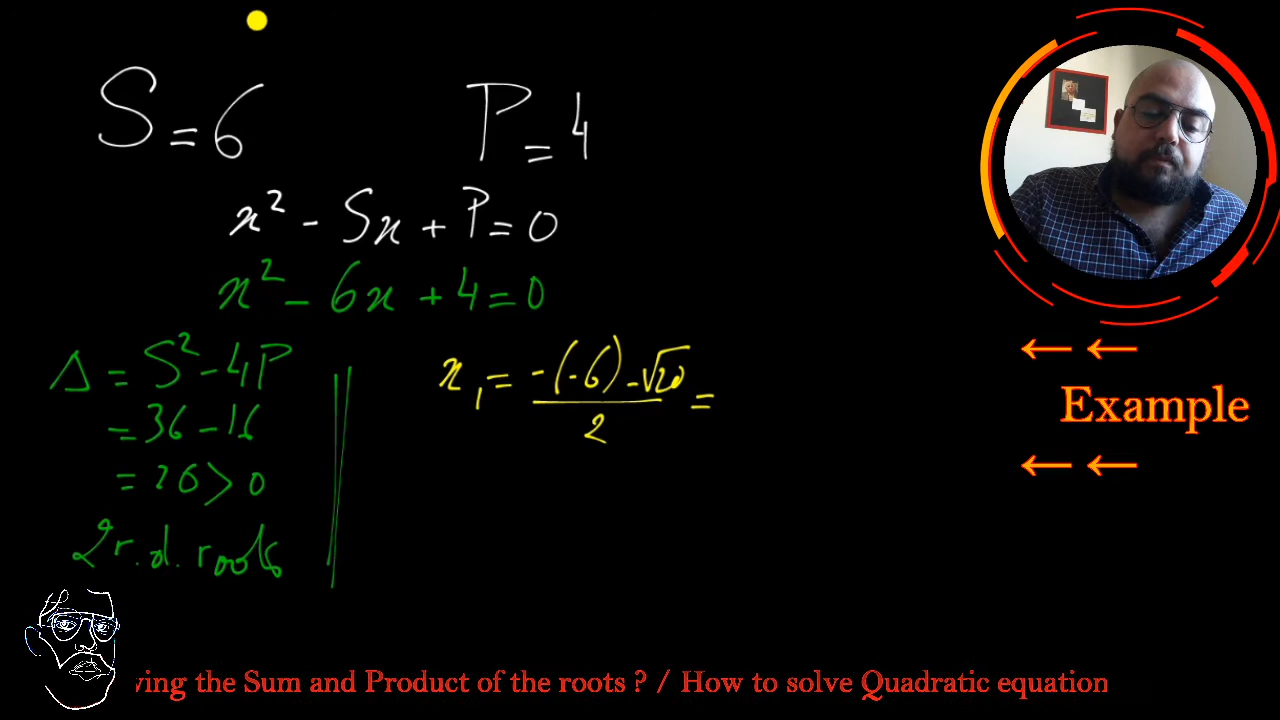 S = 6 P = 4
x² - Sx + P = 0
x² - 6x + 4 = 0
Δ = S² - 4P
= 36 - 16
= 20 > 0
2 r.d. roots
x₁ = (-(-6) - √20)/2 =
← ←
Example
← ←
ving the Sum and Product of the roots ? / How to solve Quadratic equation